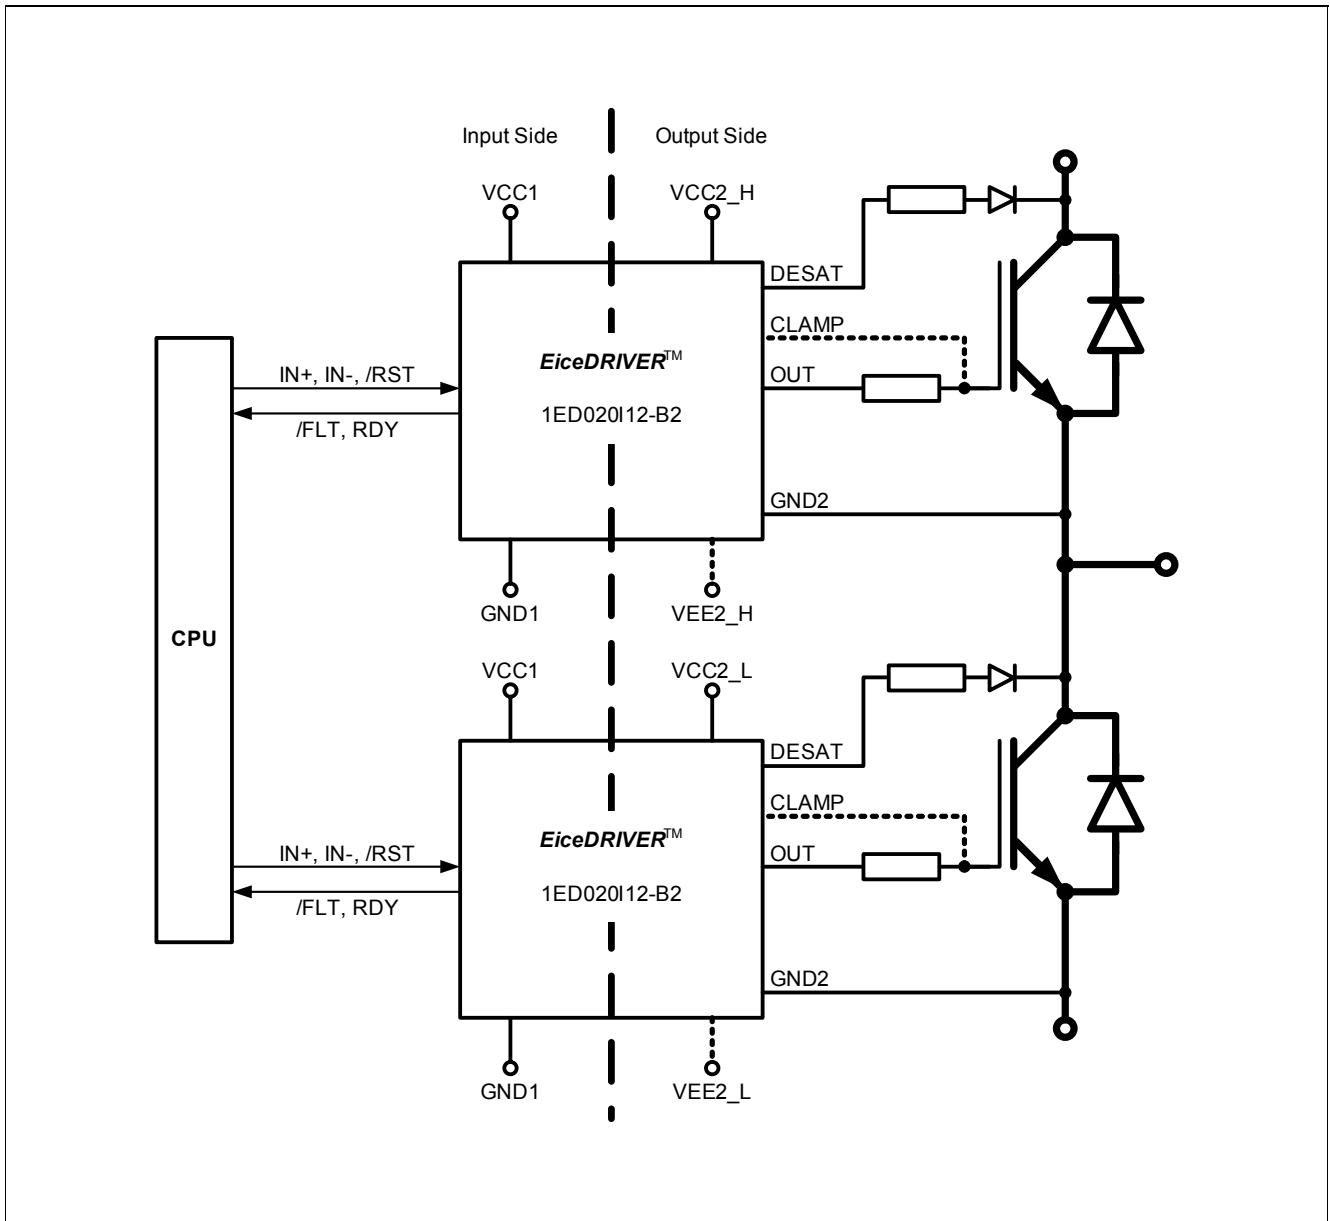 Input Side
Output Side
VCC1
VCC2_H
DESAT
CLAMP
EiceDRIVER™
IN+, IN-, /RST
OUT
1ED020I12-B2
/FLT, RDY
GND2
GND1
VEE2_H
CPU
VCC1
VCC2_L
DESAT
CLAMP
EiceDRIVER™
IN+, IN-, /RST
OUT
1ED020I12-B2
/FLT, RDY
GND2
GND1
VEE2_L